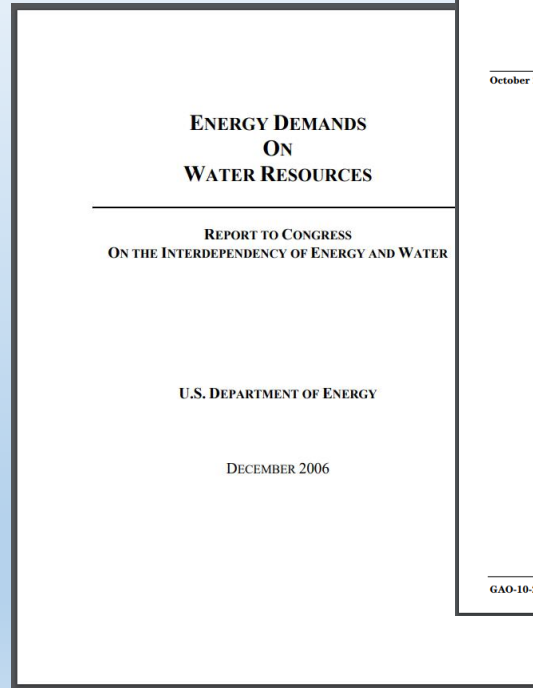 ENERGY DEMANDS
ON
WATER RESOURCES
REPORT TO CONGRESS
ON THE INTERDEPENDENCY OF ENERGY AND WATER
U.S. DEPARTMENT OF ENERGY
DECEMBER 2006
October
GAO-10-